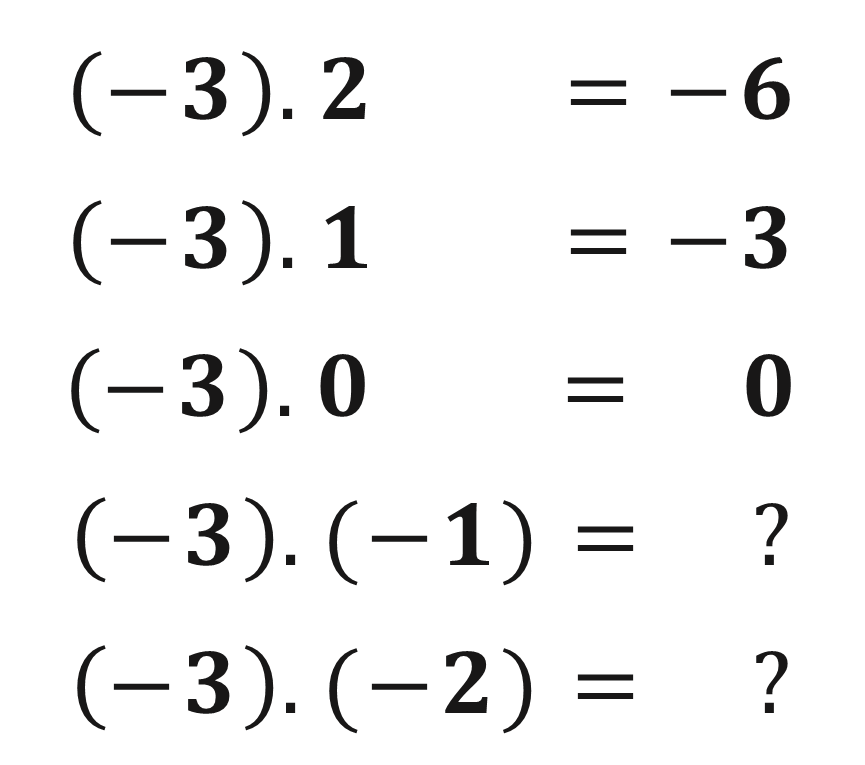 (−3). 2 = −6
(−3). 1 = −3
(−3). 0 = 0
(−3). (−1) = ?
(−3). (−2) = ?